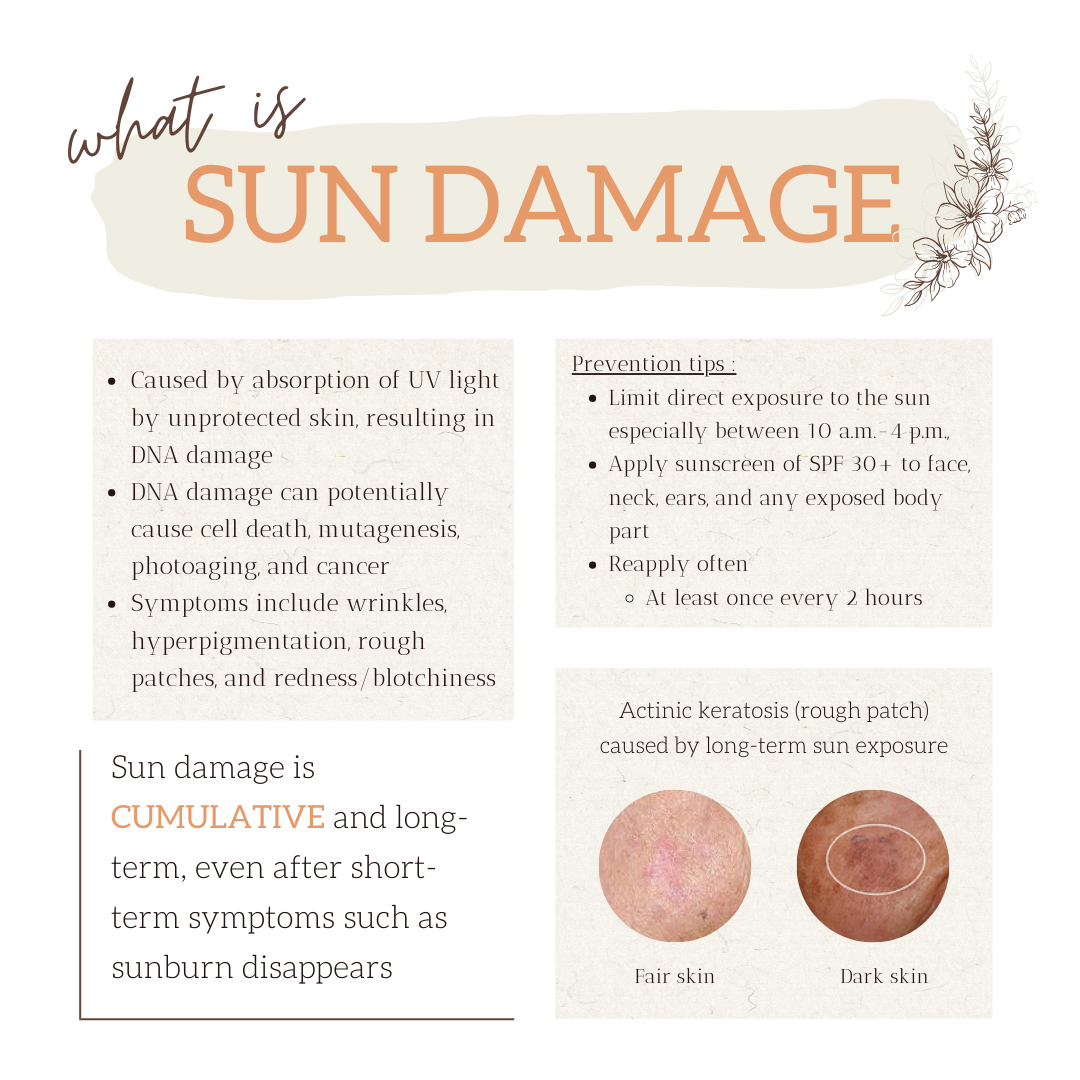 what is
SUN DAMAGE
• Caused by absorption of UV light
by unprotected skin, resulting in
DNA damage
• DNA damage can potentially
cause cell death, mutagenesis,
photoaging, and cancer
• Symptoms include wrinkles,
hyperpigmentation, rough
patches, and redness/blotchiness
Sun damage is
CUMULATIVE and long-
term, even after short-
term symptoms such as
sunburn disappears
Prevention tips :
• Limit direct exposure to the sun
especially between 10 a.m.-4 p.m.,
• Apply sunscreen of SPF 30+ to face,
neck, ears, and any exposed body
part
• Reapply often
◦ At least once every 2 hours
Actinic keratosis (rough patch)
caused by long-term sun exposure
Fair skin
Dark skin